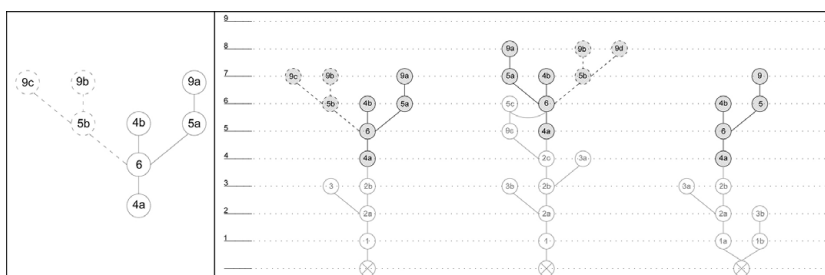 9
8 9a 9b 9d
9c 9b 9a 7 9c 9b 9a 5a 4b 5b 9
5b 4b 5a 6 5b 4b 5a 5c 6 4b 5
6 5 6 9c 4a 6
4a 4 4a 2c 3a 4a
3 3 2b 3b 2b 3a 2b
2 2a 2a 2a 3b
1 1 1 1a 1b